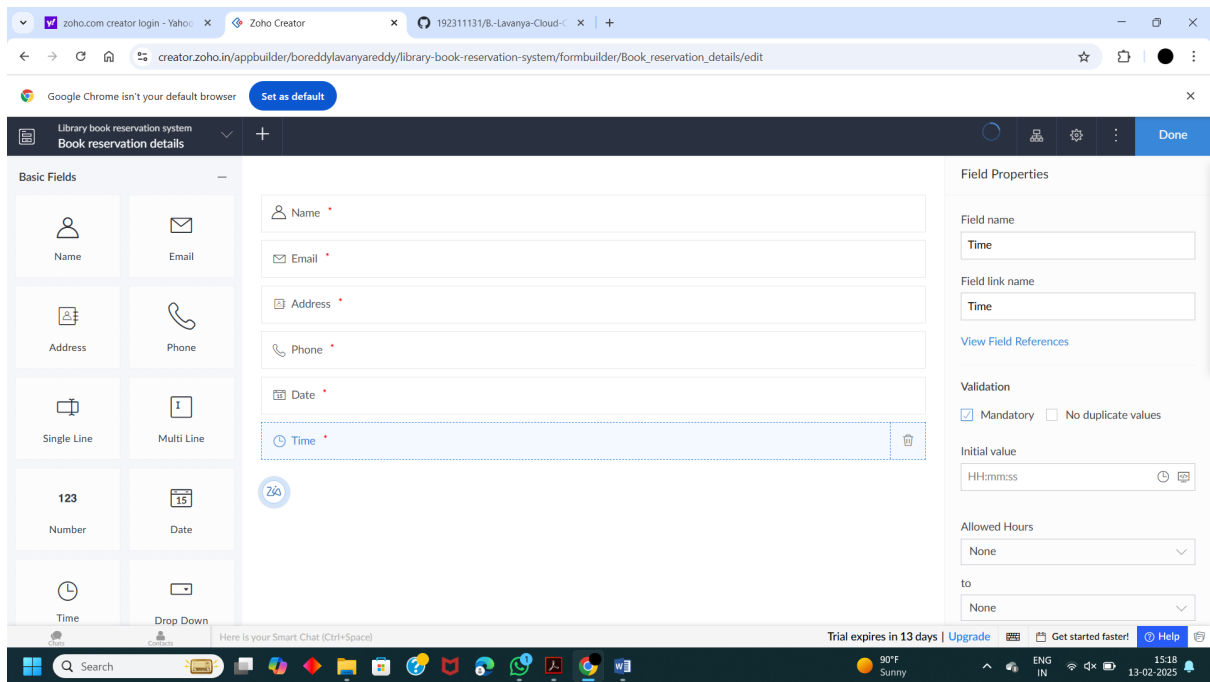 zoho.com creator login - Yahoo
Zoho Creator
192311131/B.-Lavanya-Cloud-C
creator.zoho.in/appbuilder/boreddylavanyareddy/library-book-reservation-system/formbuilder/Book_reservation_details/edit
Google Chrome isn't your default browser
Set as default
Library book reservation system
Book reservation details
Done
Basic Fields
Name
Email
Address
Phone
Single Line
Multi Line
123
Number
15
Date
Time
Drop Down
Name *
Email *
Address *
Phone *
Date *
Time *
Zia
Field Properties
Field name
Time
Field link name
Time
View Field References
Validation
Mandatory
No duplicate values
Initial value
HH:mm:ss
Allowed Hours
None
to
None
Chats
Contacts
Here is your Smart Chat (Ctrl+Space)
Trial expires in 13 days | Upgrade
Get started faster!
Help
Search
90°F
Sunny
ENG
IN
15:18
13-02-2025